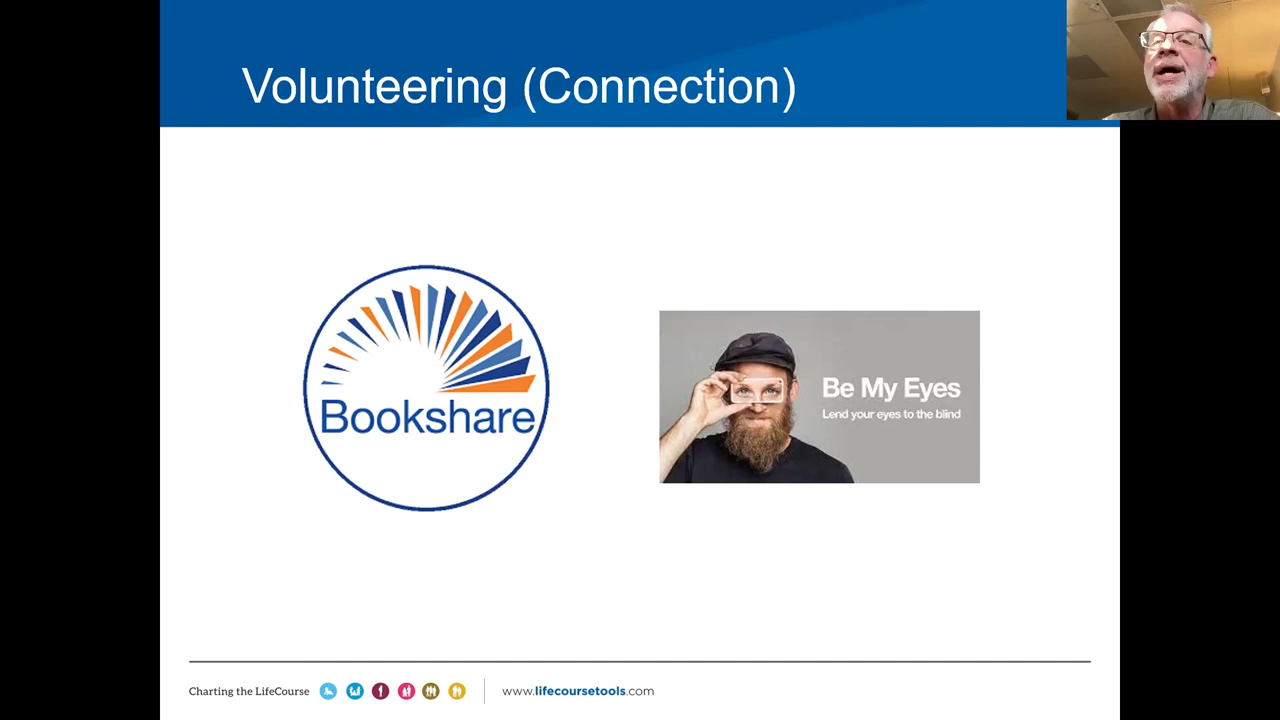 Volunteering (Connection)
Bookshare
Be My Eyes
Lend your eyes to the blind
Charting the LifeCourse
www.lifecoursetools.com